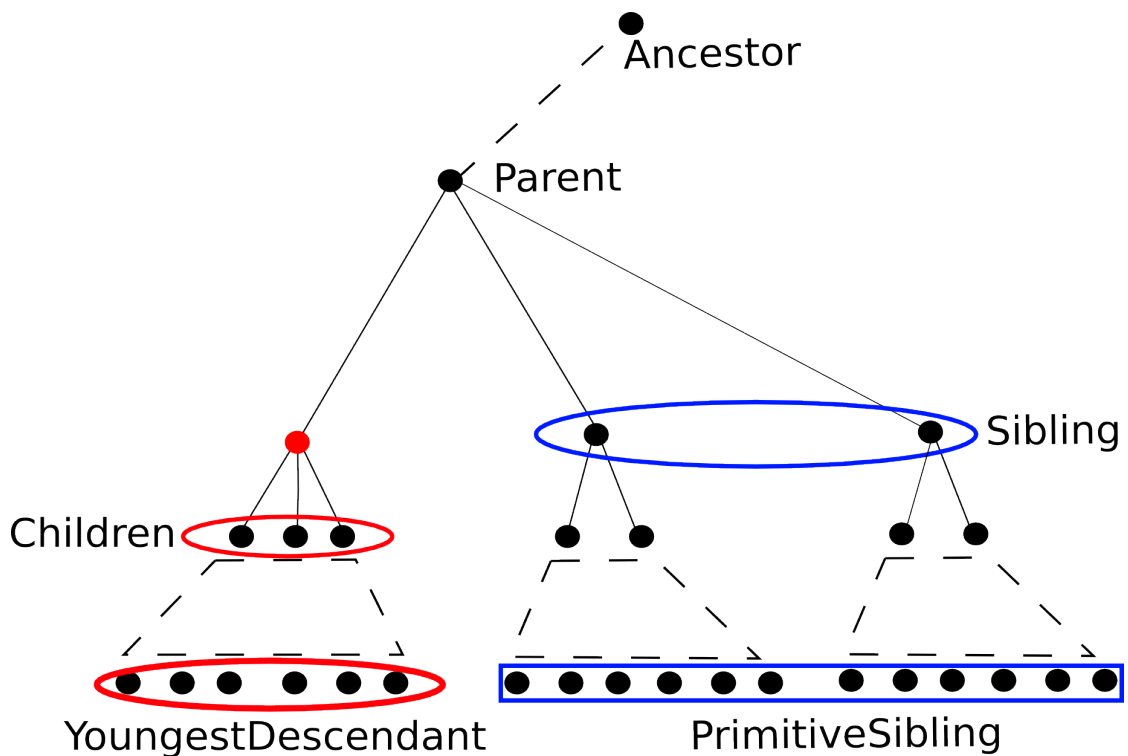 Ancestor
Parent
Sibling
Children
YoungestDescendant
PrimitiveSibling